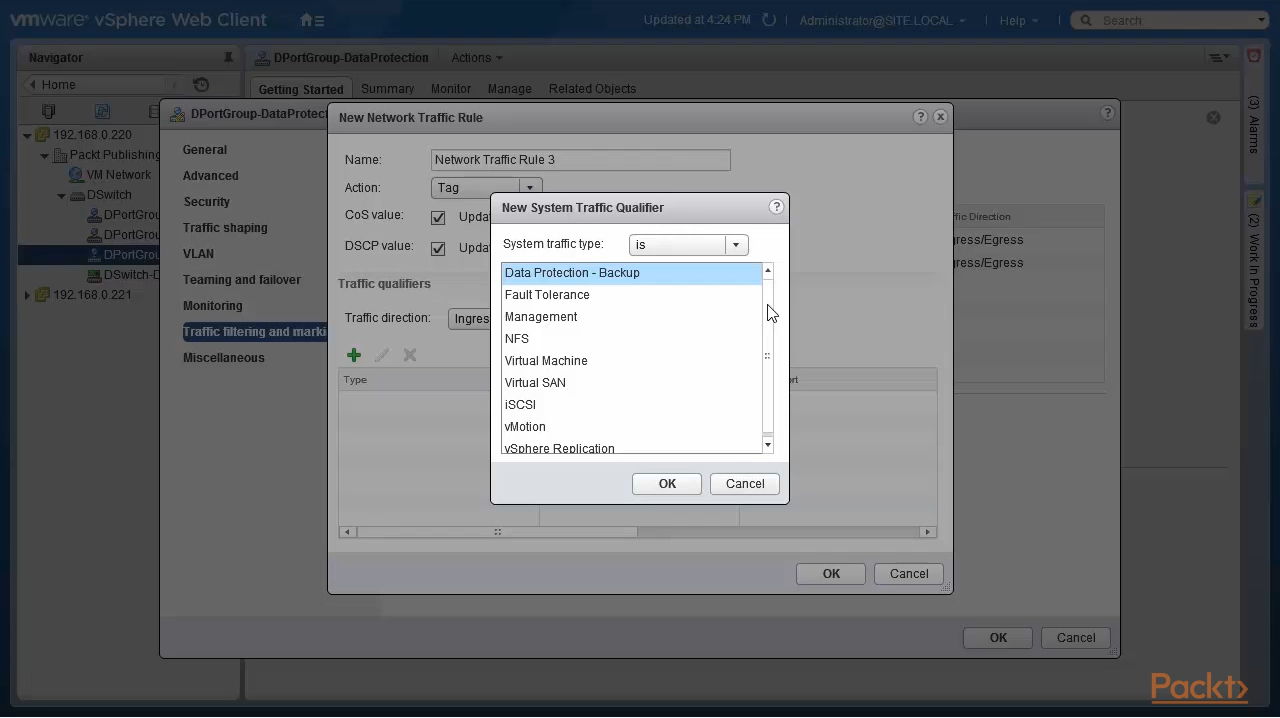 vmware vSphere Web Client
Updated at 4:24 PM
Administrator@SITE.LOCAL
Help
Search
Navigator
Home
192.168.0.220
Packt Publishing
VM Network
DSwitch
DPortGrou
DPortGrou
DPortGrou
DSwitch-D
192.168.0.221
DPortGroup-DataProtection
Actions
Getting Started
Summary
Monitor
Manage
Related Objects
(3) Alarms
(2) Work In Progress
DPortGroup-DataProtect
General
Advanced
Security
Traffic shaping
VLAN
Teaming and failover
Monitoring
Traffic filtering and marki
Miscellaneous
ffic Direction
gress/Egress
gress/Egress
OK
Cancel
New Network Traffic Rule
Name:
Network Traffic Rule 3
Action:
Tag
CoS value:
Updat
DSCP value:
Updat
Traffic qualifiers
Traffic direction:
Ingres
Type
ort
OK
Cancel
New System Traffic Qualifier
System traffic type:
is
Data Protection - Backup
Fault Tolerance
Management
NFS
Virtual Machine
Virtual SAN
iSCSI
vMotion
vSphere Replication
OK
Cancel
Packt